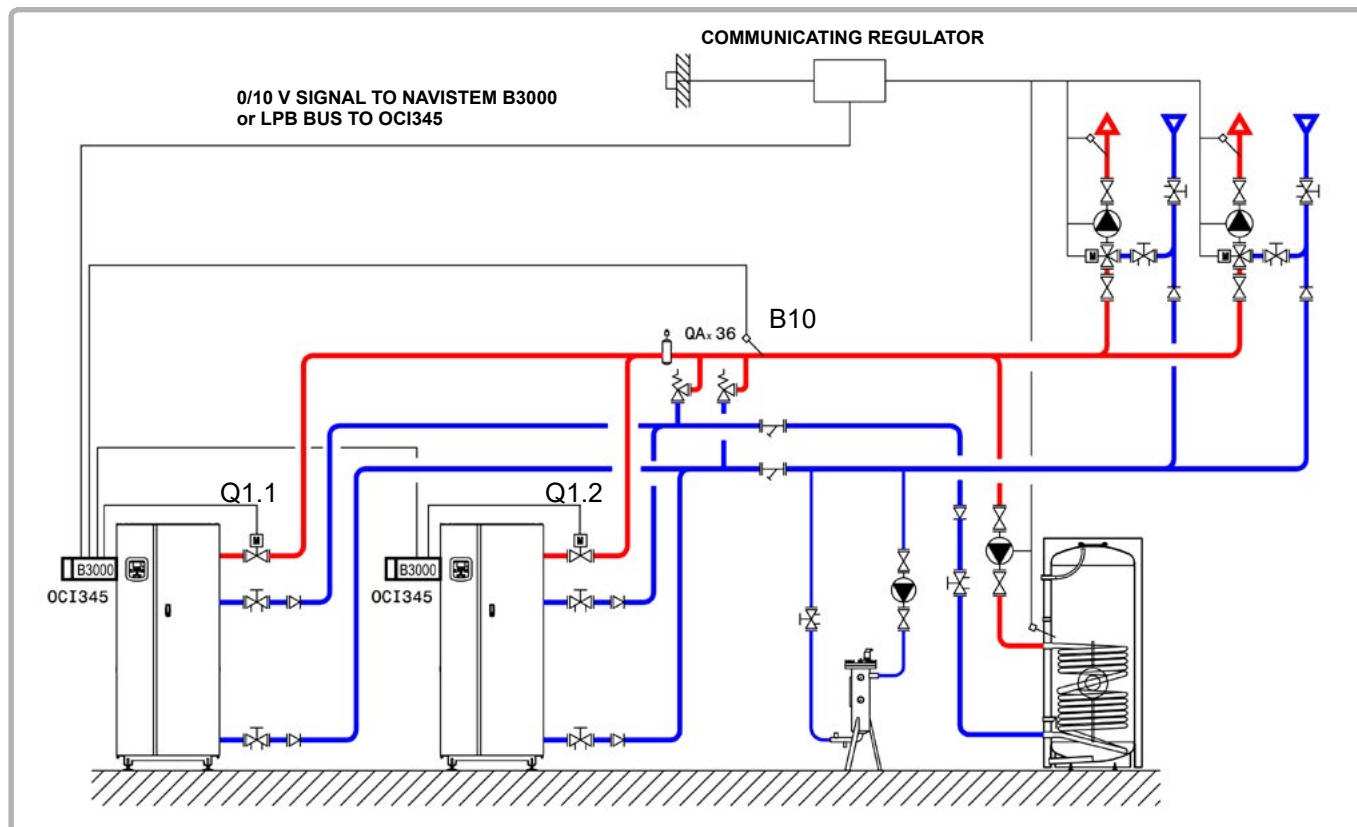 COMMUNICATING REGULATOR
0/10 V SIGNAL TO NAVISTEM B3000
or LPB BUS TO OCI345
M
M
QAx 36
B10
Q1.1
Q1.2
M
M
B3000
B3000
OCI345
OCI345